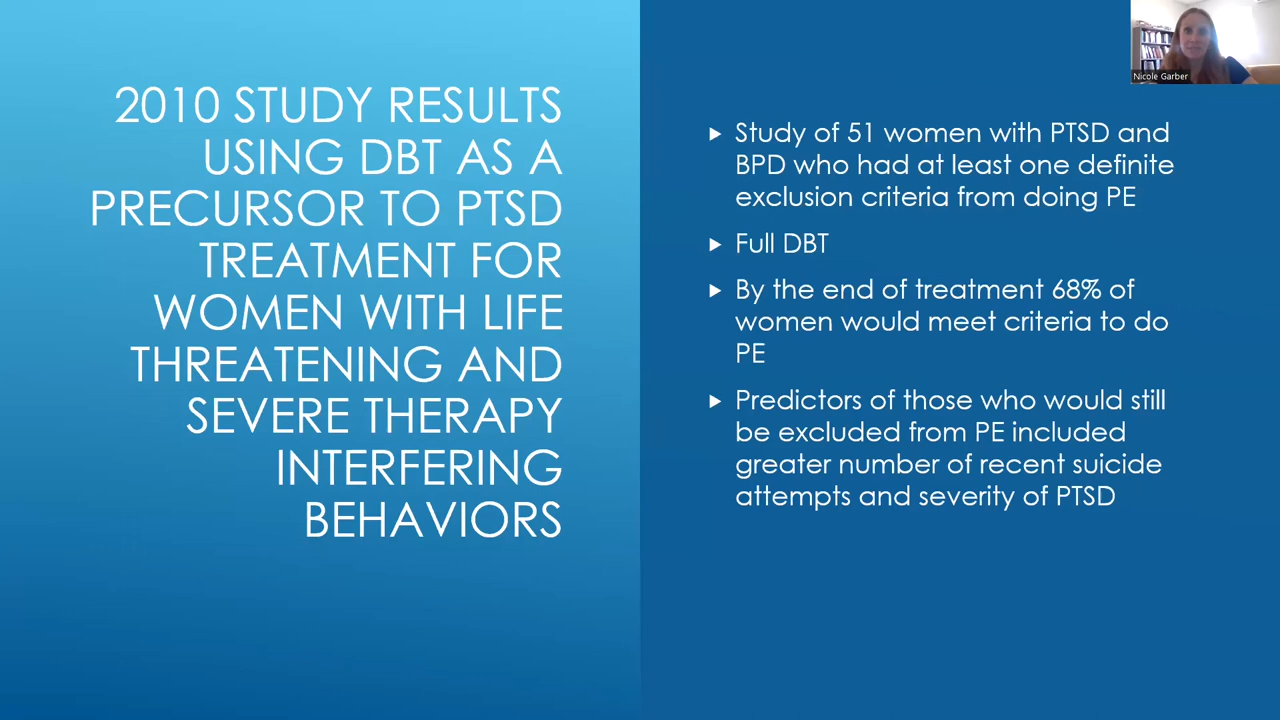 2010 STUDY RESULTS
USING DBT AS A
PRECURSOR TO PTSD
TREATMENT FOR
WOMEN WITH LIFE
THREATENING AND
SEVERE THERAPY
INTERFERING
BEHAVIORS
Study of 51 women with PTSD and
BPD who had at least one definite
exclusion criteria from doing PE
Full DBT
By the end of treatment 68% of
women would meet criteria to do
PE
Predictors of those who would still
be excluded from PE included
greater number of recent suicide
attempts and severity of PTSD
Nicole Garber